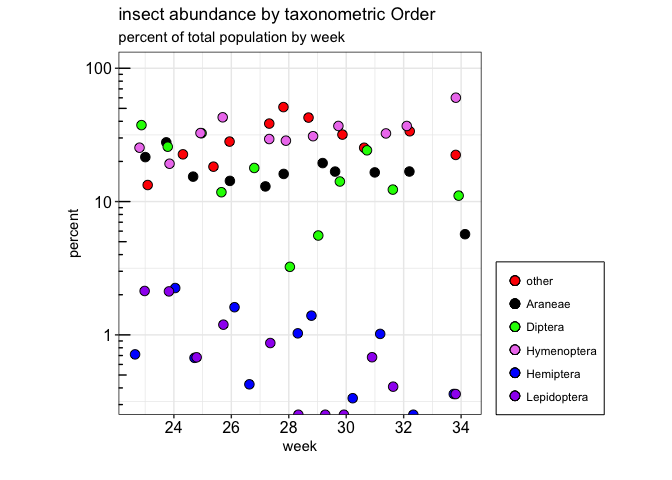 insect abundance by taxonometric Order
percent of total population by week
100
10
1
percent
24 26 28 30 32 34
week
other
Araneae
Diptera
Hymenoptera
Hemiptera
Lepidoptera